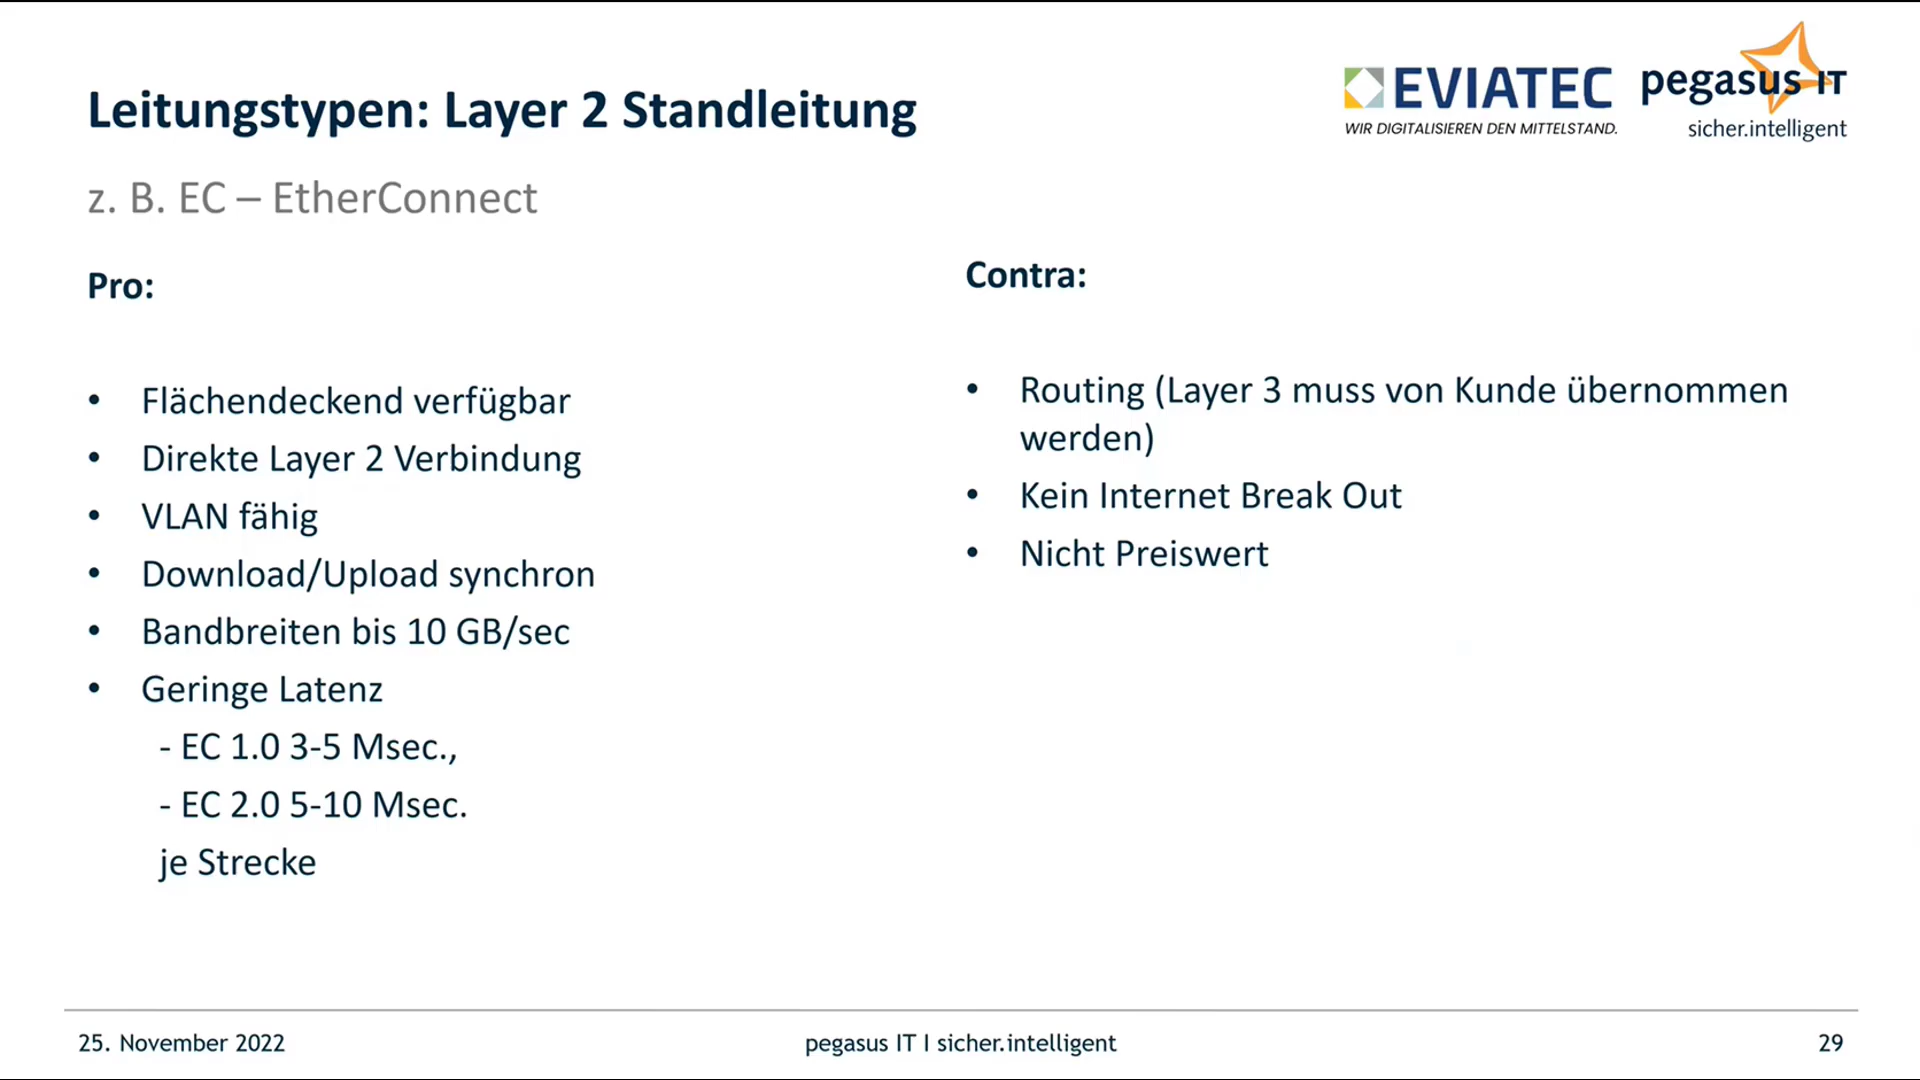 Leitungstypen: Layer 2 Standleitung
EVIATEC
WIR DIGITALISIEREN DEN MITTELSTAND.
pegasus IT
sicher.intelligent
z. B. EC – EtherConnect
Pro:
• Flächendeckend verfügbar
• Direkte Layer 2 Verbindung
• VLAN fähig
• Download/Upload synchron
• Bandbreiten bis 10 GB/sec
• Geringe Latenz
- EC 1.0 3-5 Msec.,
- EC 2.0 5-10 Msec.
je Strecke
Contra:
• Routing (Layer 3 muss von Kunde übernommen
werden)
• Kein Internet Break Out
• Nicht Preiswert
25. November 2022
pegasus IT I sicher.intelligent
29